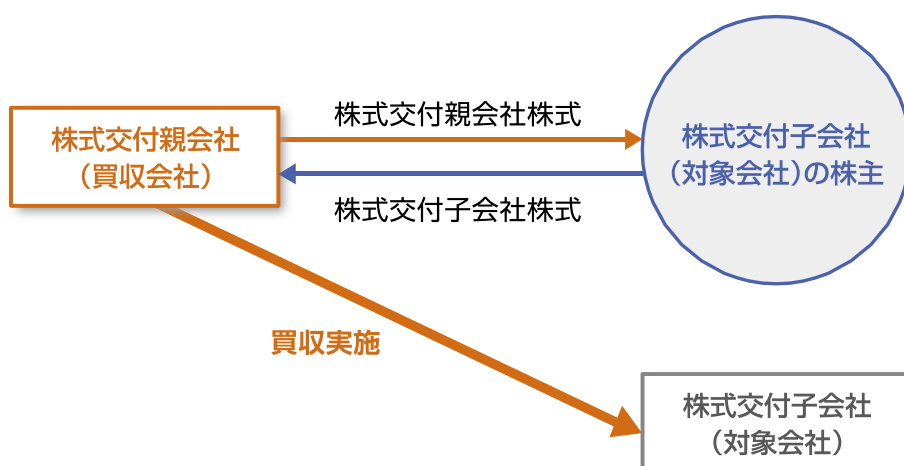 株式交付親会社
（買収会社）
株式交付親会社株式
株式交付子会社株式
株式交付子会社
（対象会社）の株主
買収実施
株式交付子会社
（対象会社）